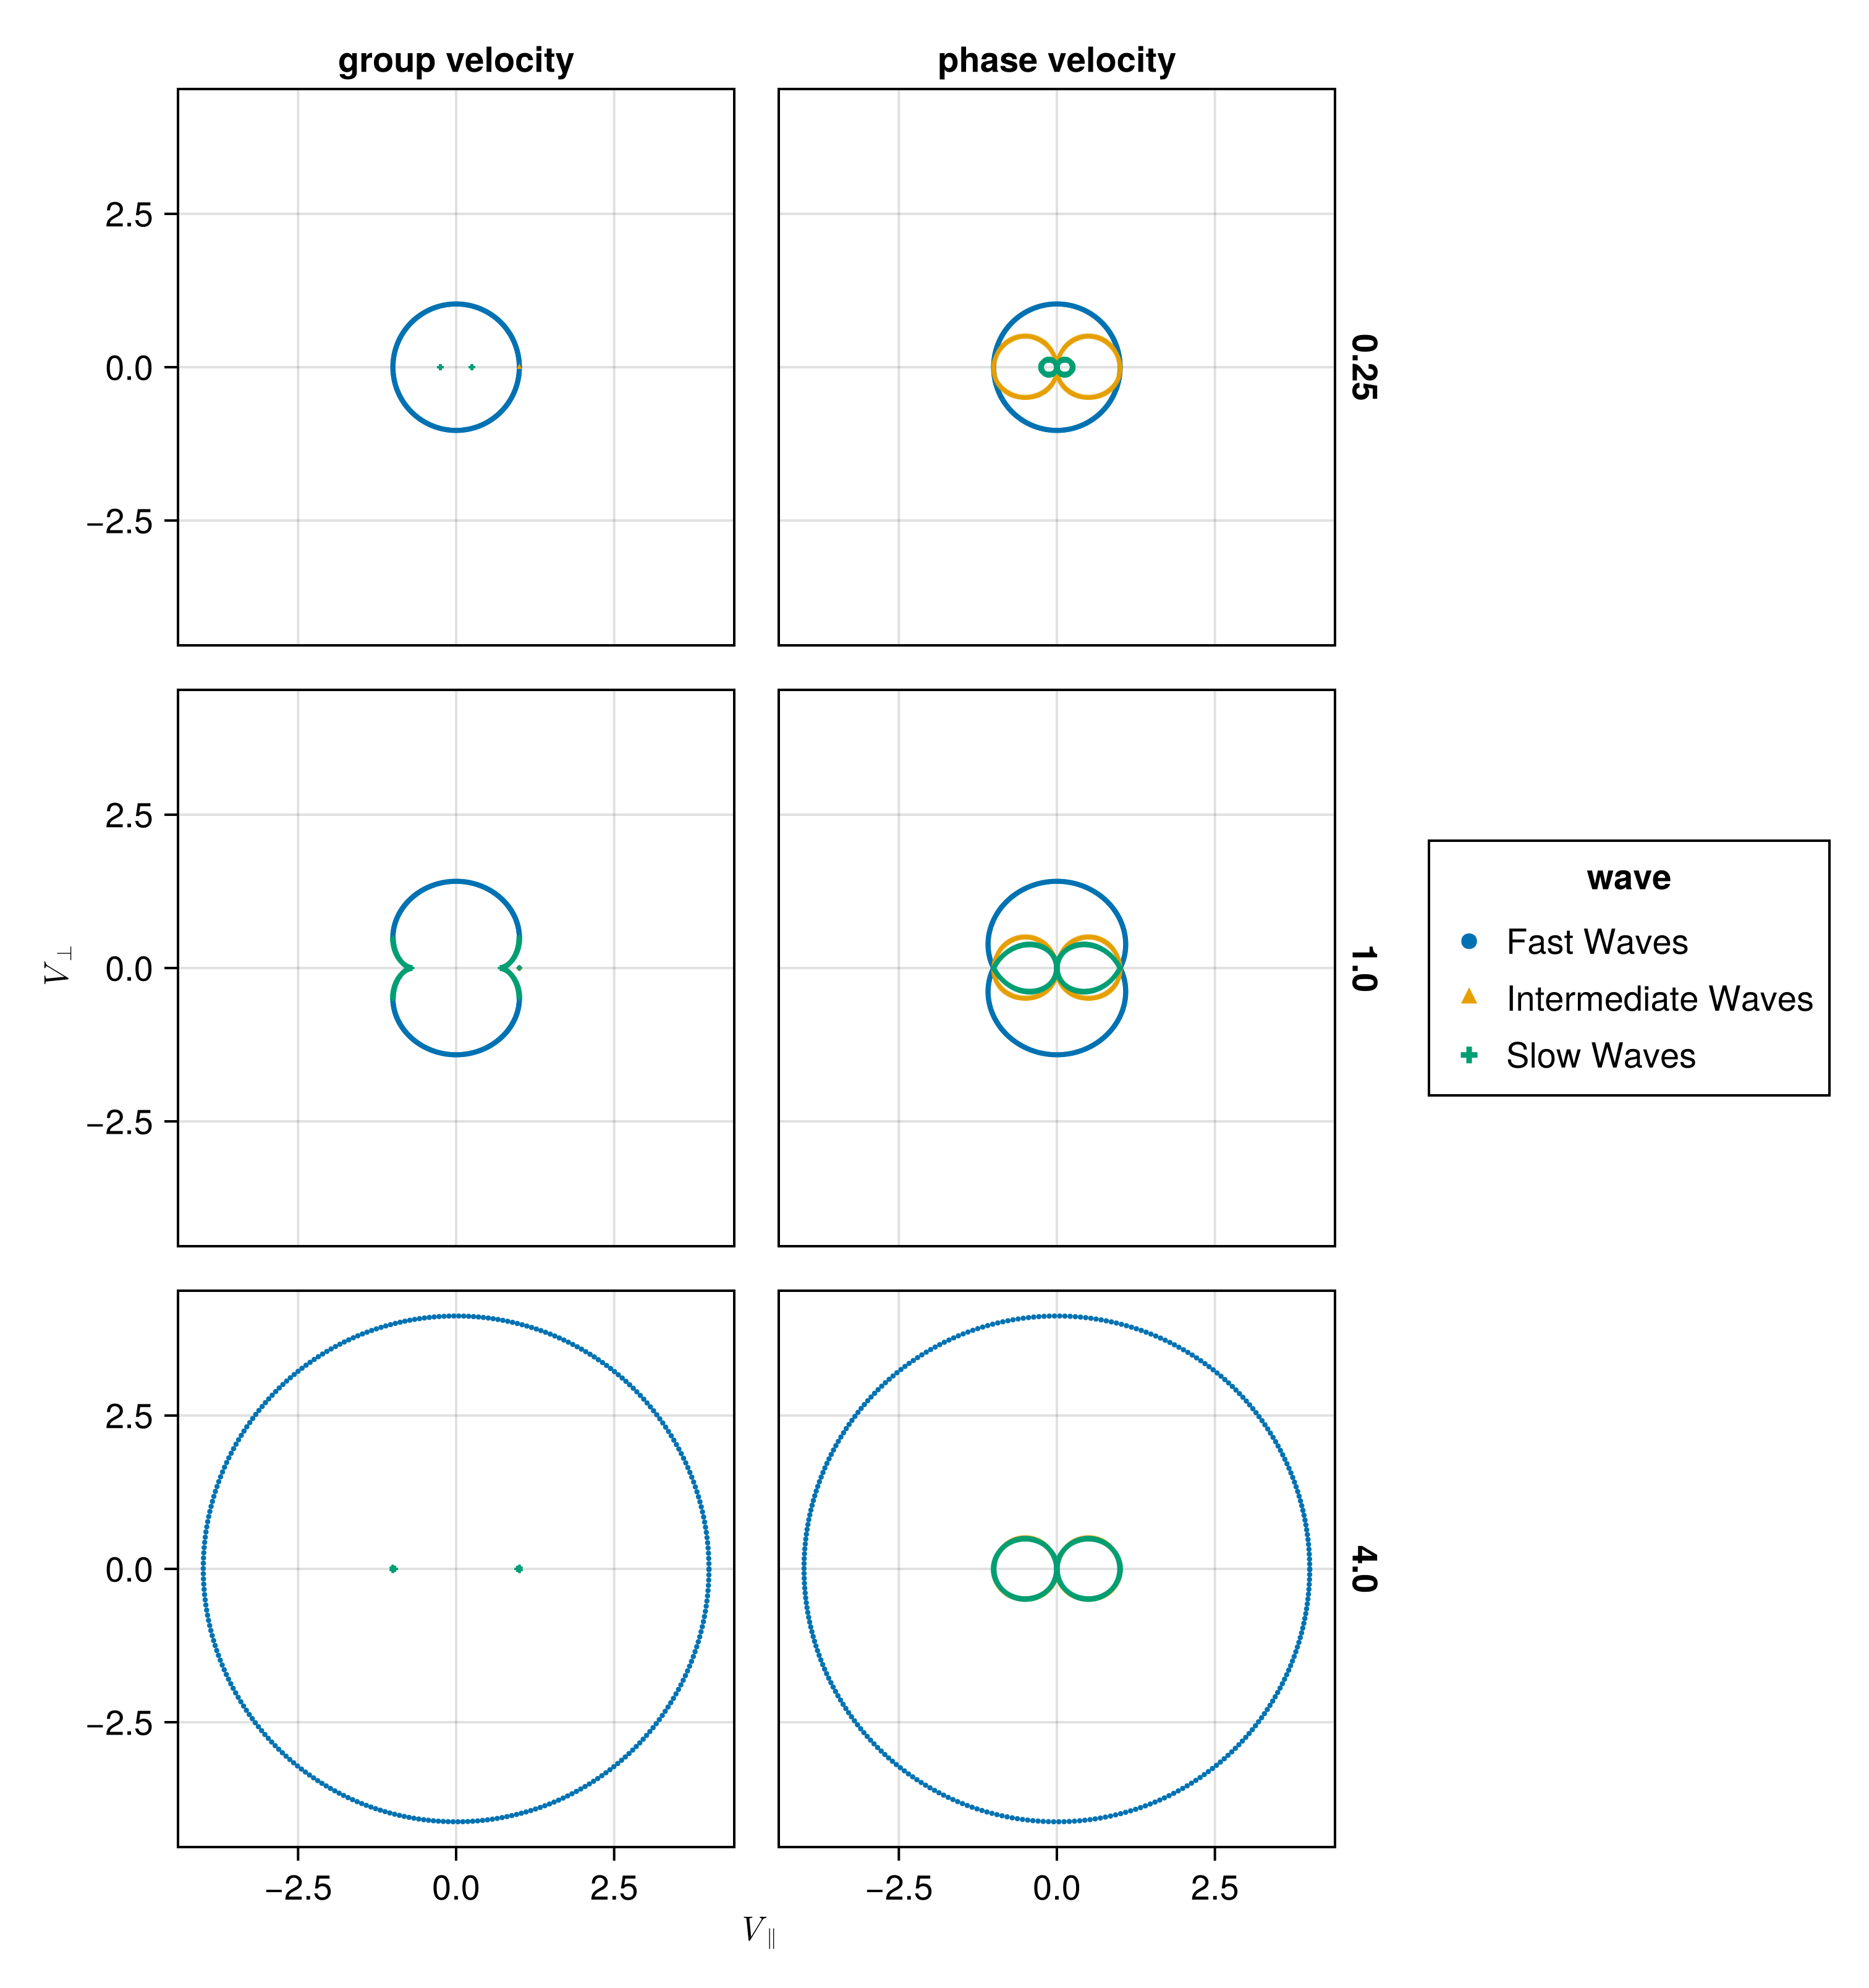 group velocity
phase velocity
2.5
0.0
−2.5
0.25
2.5
0.0
−2.5
V⊥
1.0
wave
Fast Waves
Intermediate Waves
Slow Waves
2.5
0.0
−2.5
4.0
−2.5 0.0 2.5
−2.5 0.0 2.5
V∥